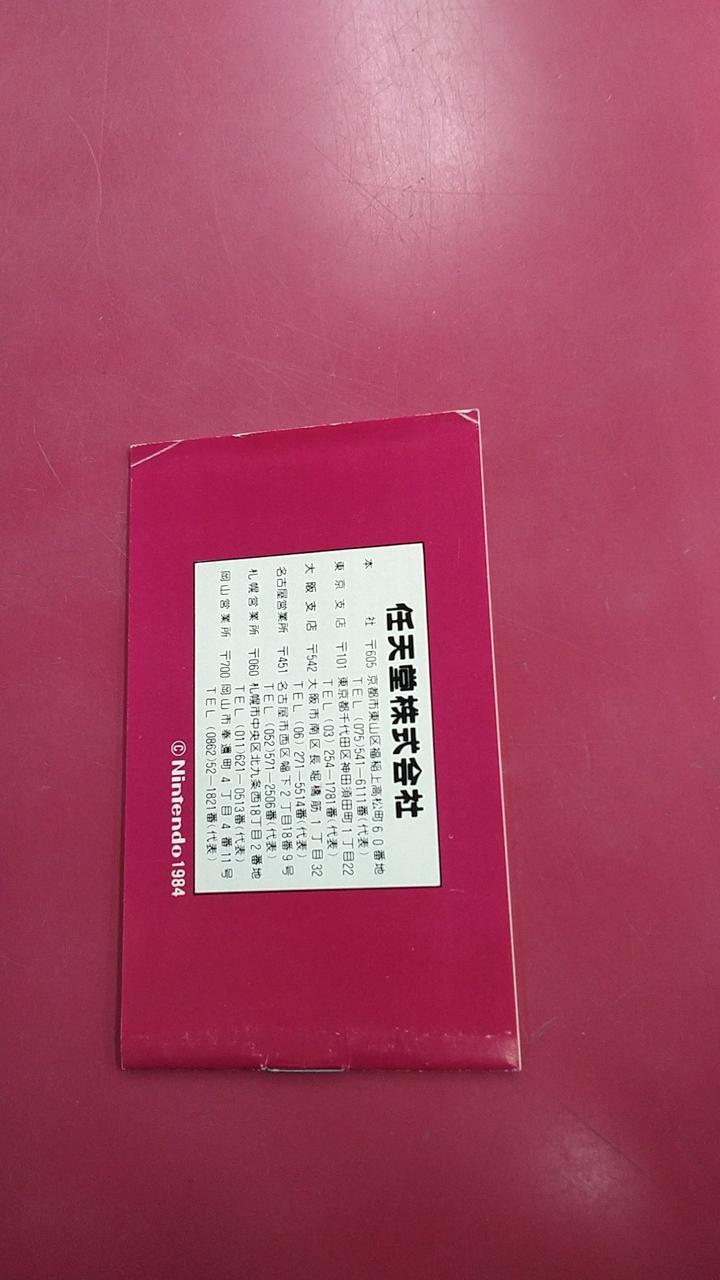 任天堂株式会社
本 社 〒605 京都市東山区福稲上高松町60番地
TEL (075)541-6111番(代表)
東京支店 〒101 東京都千代田区神田須田町1丁目22
TEL (03) 254-1781番(代表)
大阪支店 〒542 大阪市南区長堀橋筋1丁目32
TEL (06) 271-5514番(代表)
名古屋営業所 〒451 名古屋市西区幅下2丁目18番9号
TEL (052)571-2506番(代表)
札幌営業所 〒060 札幌市中央区北九条西18丁目2番地
TEL (011)621-0513番(代表)
岡山営業所 〒700 岡山市奉還町4丁目4番11号
TEL (0862)52-1821番(代表)
© Nintendo 1984